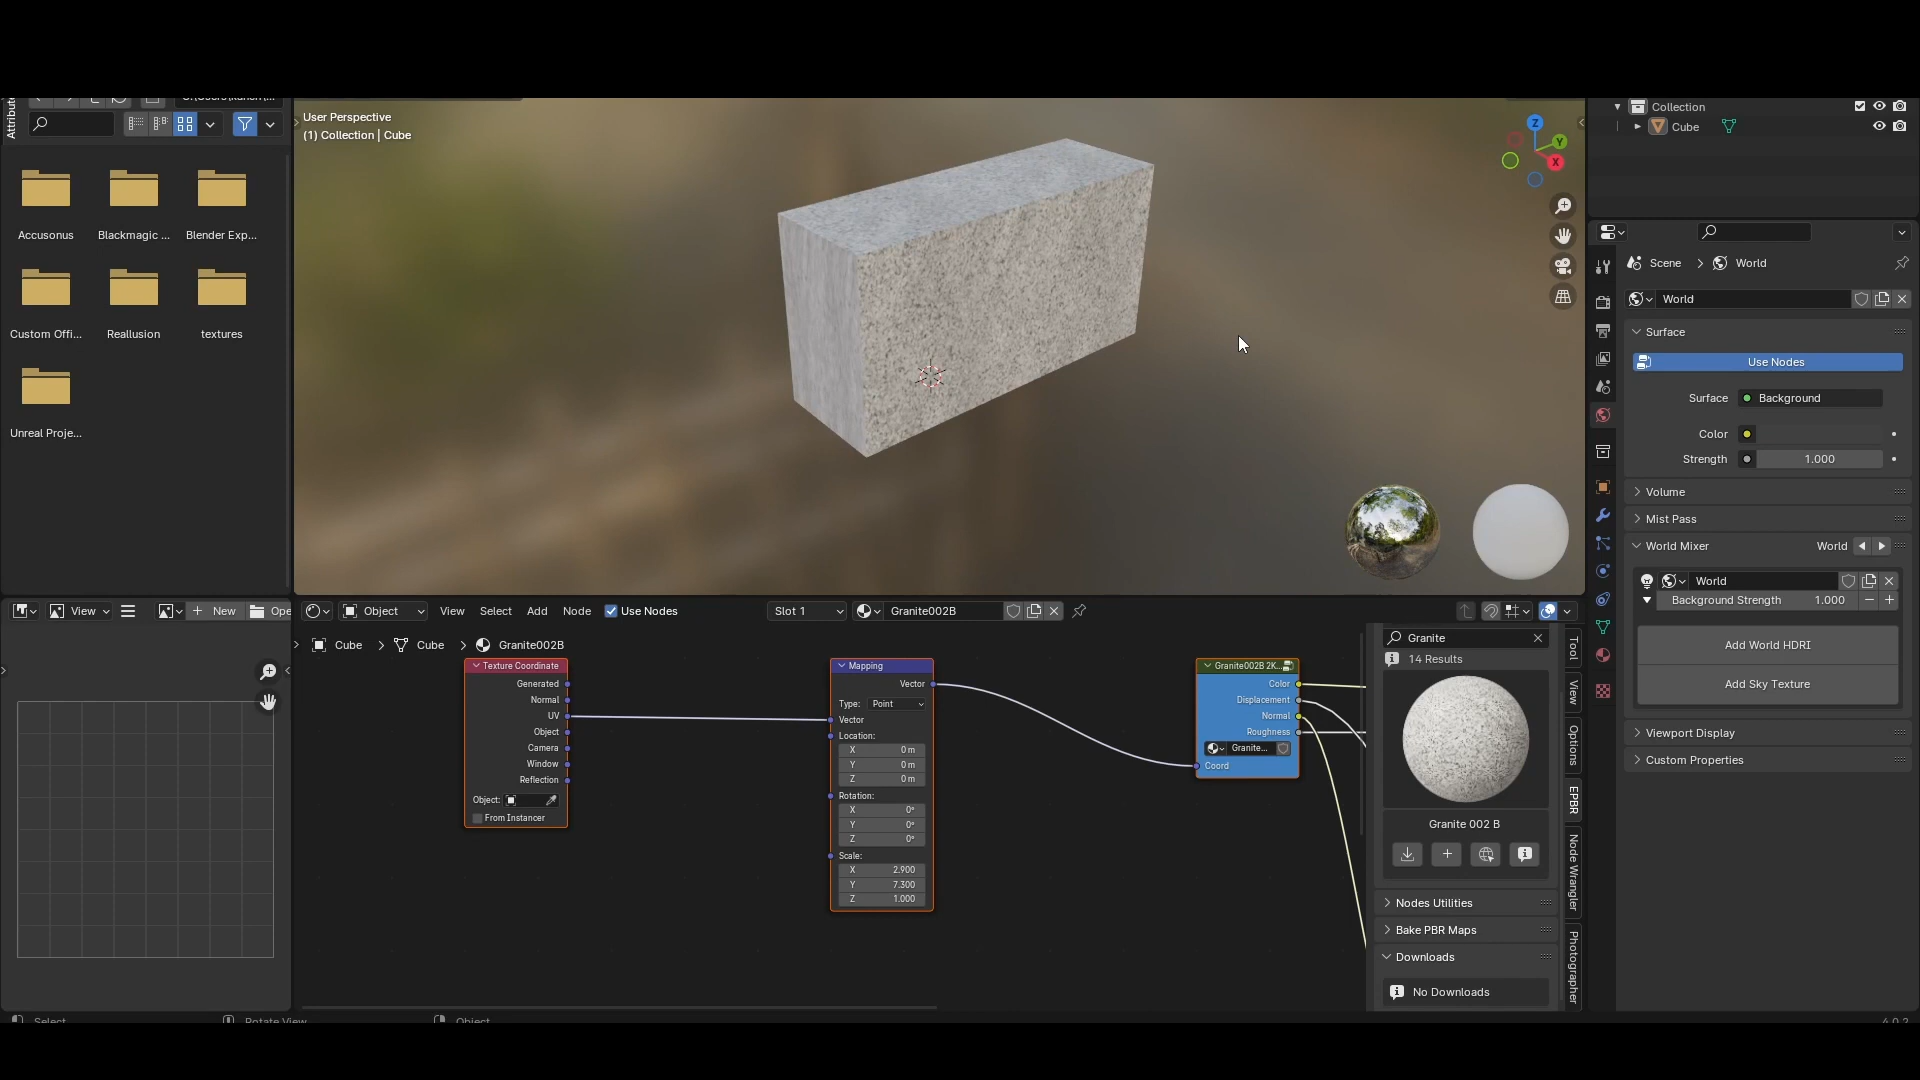 Attribute
Accusonus
Blackmagic ...
Blender Exp...
Custom Offi...
Reallusion
textures
Unreal Proje...
User Perspective
(1) Collection | Cube
Z
Y
X
Collection
Cube
Scene
World
World
Surface
Use Nodes
Surface
Background
Color
Strength
1.000
Volume
Mist Pass
World Mixer
World
World
Background Strength
1.000
Add World HDRI
Add Sky Texture
Viewport Display
Custom Properties
View
New
Ope
Object
View
Select
Add
Node
Use Nodes
Slot 1
Granite002B
Cube
Cube
Granite002B
Texture Coordinate
Generated
Normal
UV
Object
Camera
Window
Reflection
Object:
From Instancer
Mapping
Vector
Type:
Point
Vector
Location:
X 0 m
Y 0 m
Z 0 m
Rotation:
X 0°
Y 0°
Z 0°
Scale:
X 2.900
Y 7.300
Z 1.000
Granite002B 2K...
Color
Displacement
Normal
Roughness
Granite...
Coord
Granite
14 Results
Granite 002 B
Nodes Utilities
Bake PBR Maps
Downloads
No Downloads
Tool
View
Options
EPBR
Node Wrangler
Photographer
Select
Rotate View
Object
4.0.2